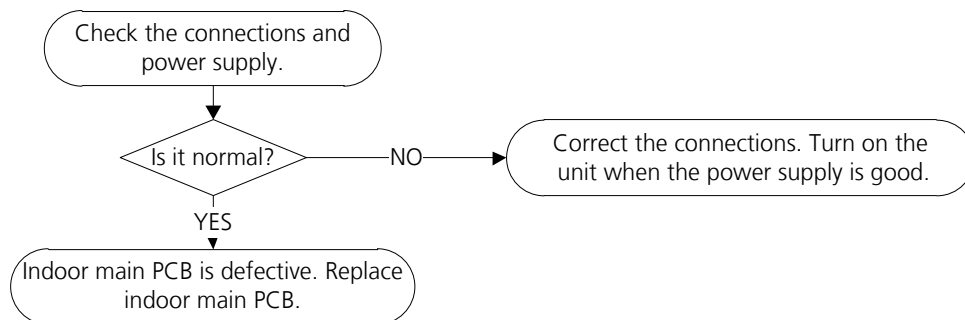 Check the connections and
power supply.
Is it normal?
NO
Correct the connections. Turn on the
unit when the power supply is good.
YES
Indoor main PCB is defective. Replace
indoor main PCB.